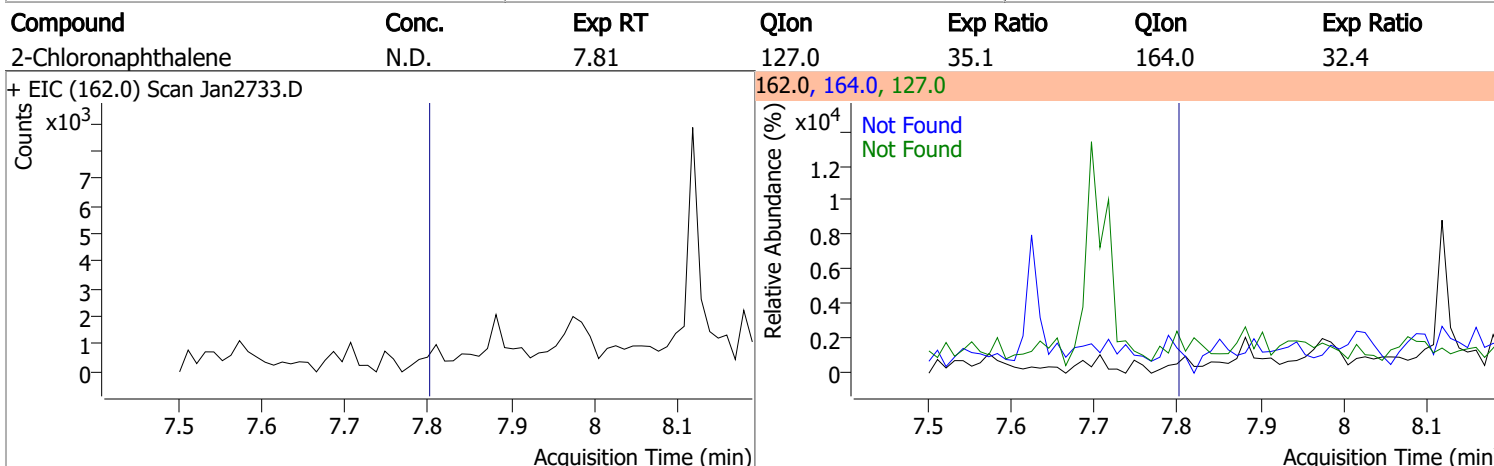 Compound Conc. Exp RT QIon Exp Ratio QIon Exp Ratio
2-Chloronaphthalene N.D. 7.81 127.0 35.1 164.0 32.4
+ EIC (162.0) Scan Jan2733.D
Counts
x10³
7
6
5
4
3
2
1
0
7.5 7.6 7.7 7.8 7.9 8 8.1
Acquisition Time (min)
162.0, 164.0, 127.0
Relative Abundance (%)
x10⁴
Not Found
Not Found
1.2
1
0.8
0.6
0.4
0.2
0
7.5 7.6 7.7 7.8 7.9 8 8.1
Acquisition Time (min)